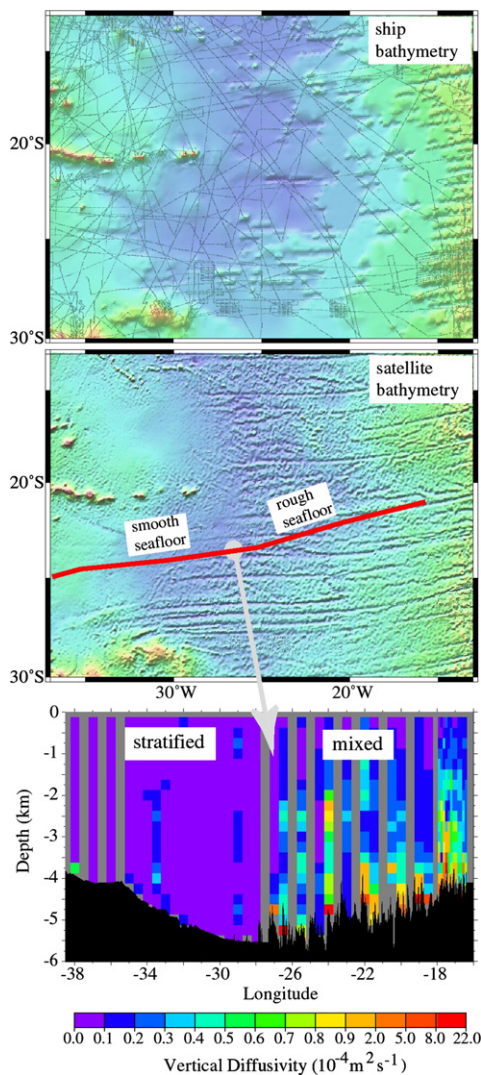 ship
bathymetry
20°S
30°S
satellite
bathymetry
20°S
rough
seafloor
smooth
seafloor
30°S
30°W 20°W
0
stratified mixed
-1
-2
Depth (km)
-3
-4
-5
-6
-38 -34 -30 -26 -22 -18
Longitude
0.0 0.1 0.2 0.3 0.4 0.5 0.6 0.7 0.8 0.9 2.0 5.0 8.0 22.0
Vertical Diffusivity (10⁻⁴m²s⁻¹)